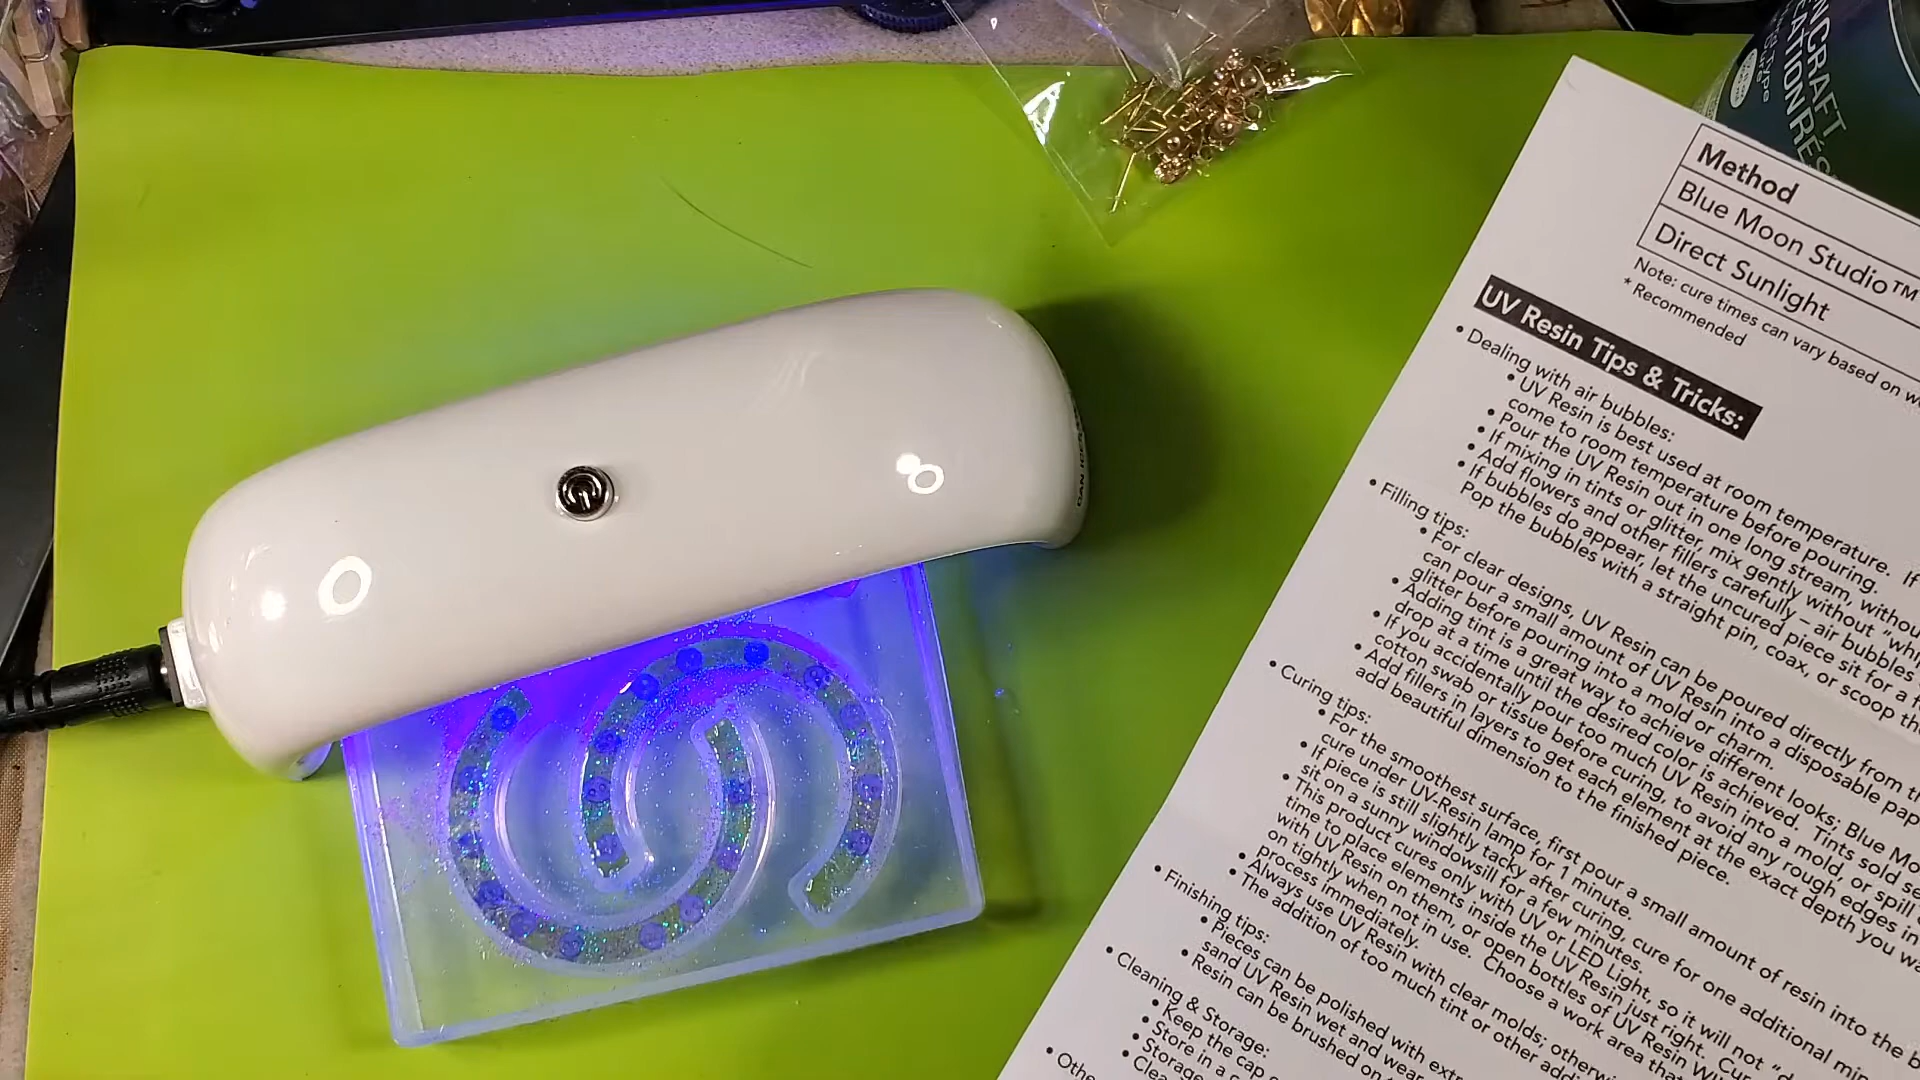 NCRAFT
EATIONRÉS
Method
Blue Moon Studio™
Direct Sunlight
Note: cure times can vary based on
* Recommended
UV Resin Tips & Tricks:
• Dealing with air bubbles:
• UV Resin is best used at room temperature. If
come to room temperature before pouring.
• Pour the UV Resin out in one long stream, without
• If mixing in tints or glitter, mix gently without "whip
• Add flowers and other fillers carefully – air bubbles
• If bubbles do appear, let the uncured piece sit for a
Pop the bubbles with a straight pin, coax, or scoop
• Filling tips:
• For clear designs, UV Resin can be poured directly from
can pour a small amount of UV Resin into a disposable
glitter before pouring into a mold or charm.
• Adding tint is a great way to achieve different looks; Blue Mo
drop at a time until the desired color is achieved. Tints sold
• If you accidentally pour too much UV Resin into a mold, or spill
cotton swab or tissue before curing, to avoid any rough edges in
• Add fillers in layers to get each element at the exact depth you
add beautiful dimension to the finished piece.
• Curing tips:
• For the smoothest surface, first pour a small amount of resin into the
cure under UV-Resin lamp for 1 minute.
• If piece is still slightly tacky after curing, cure for one additional
sit on a sunny windowsill for a few minutes.
• This product cures only with UV or LED Light, so it will not
time to place elements inside the UV Resin just right.
with UV Resin on them, or open bottles of UV Resin
on tightly when not in use. Choose a work area that
process immediately.
• Always use UV Resin with clear molds;
• The addition of too much tint or other
• Finishing tips:
• Pieces can be polished with
sand UV Resin wet and wear
• Resin can be brushed on
• Cleaning & Storage:
• Keep the cap
• Store in a
• Storage